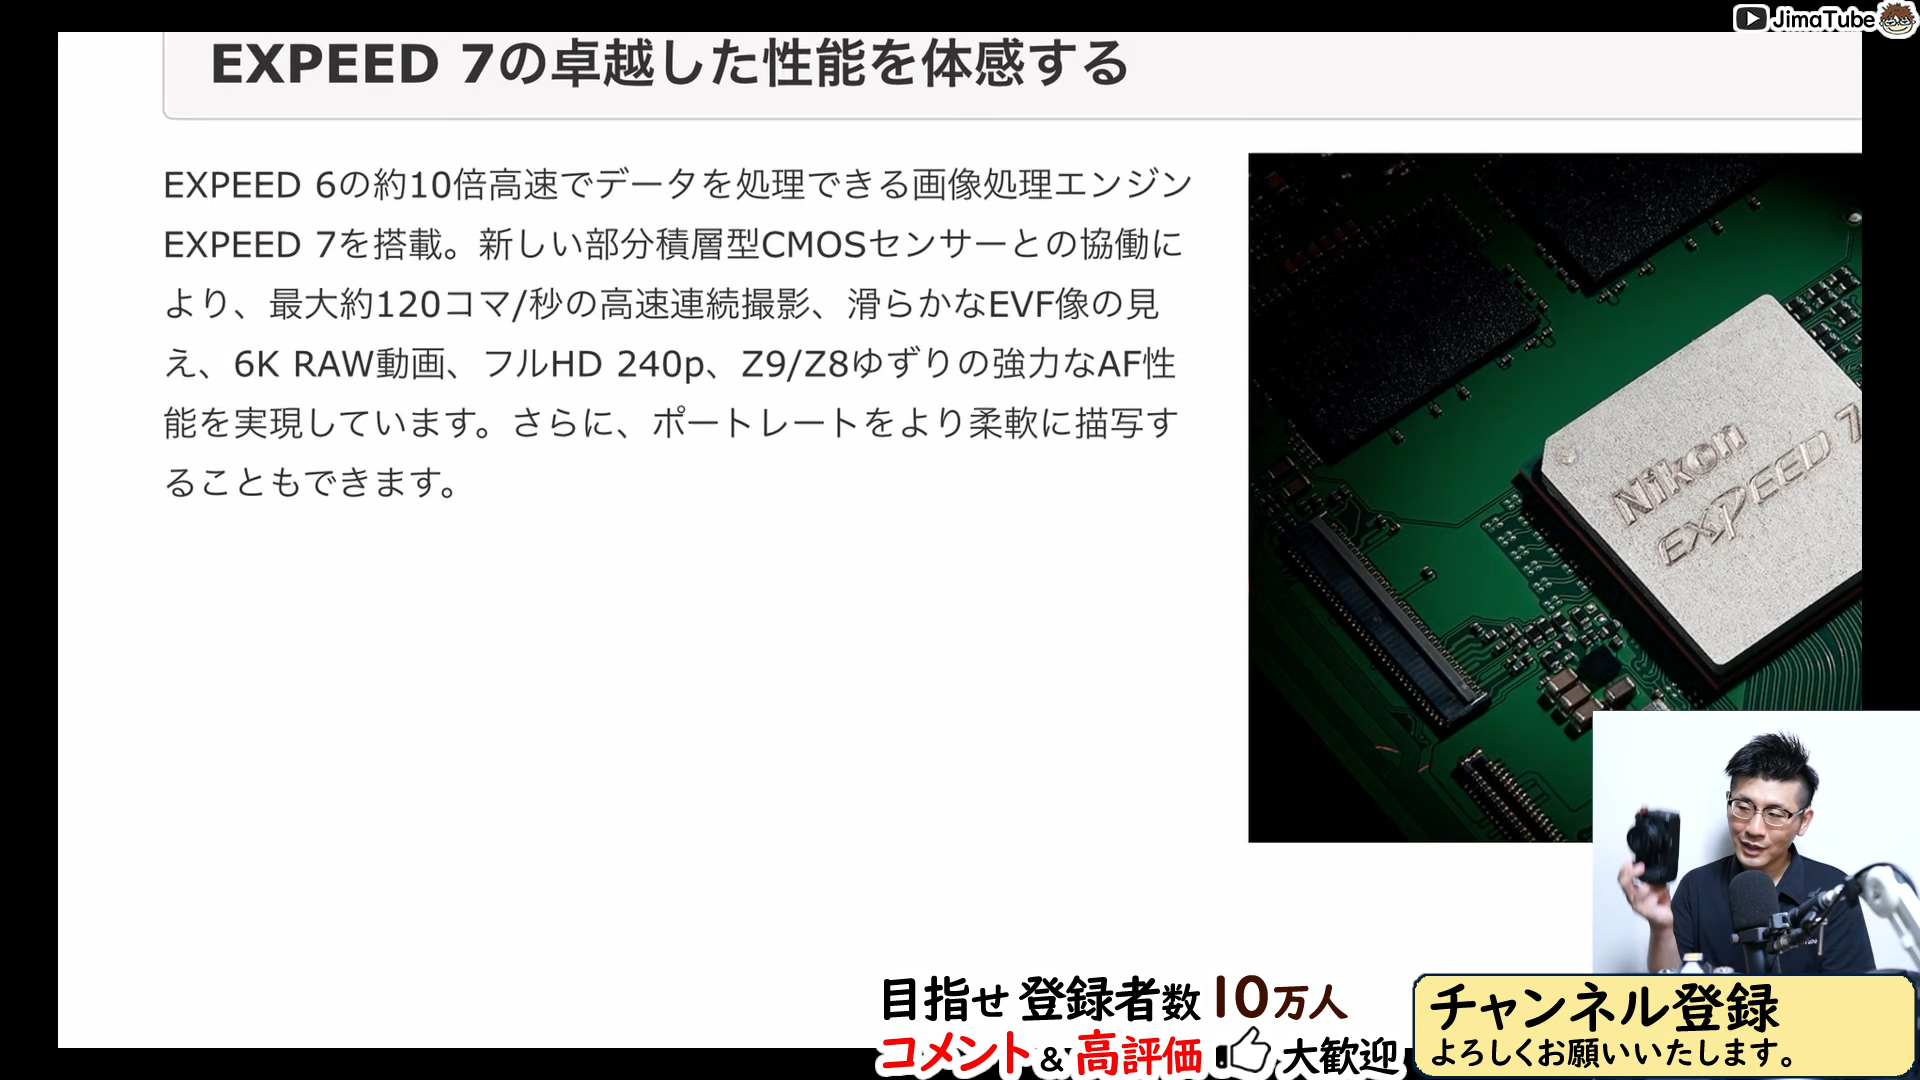 JimaTube
EXPEED 7の卓越した性能を体感する
EXPEED 6の約10倍高速でデータを処理できる画像処理エンジン
EXPEED 7を搭載。新しい部分積層型CMOSセンサーとの協働に
より、最大約120コマ/秒の高速連続撮影、滑らかなEVF像の見
え、6K RAW動画、フルHD 240p、Z9/Z8ゆずりの強力なAF性
能を実現しています。さらに、ポートレートをより柔軟に描写す
ることもできます。
Nikon
EXPEED 7
目指せ 登録者数 10万人
コメント & 高評価 大歓迎
チャンネル登録
よろしくお願いいたします。